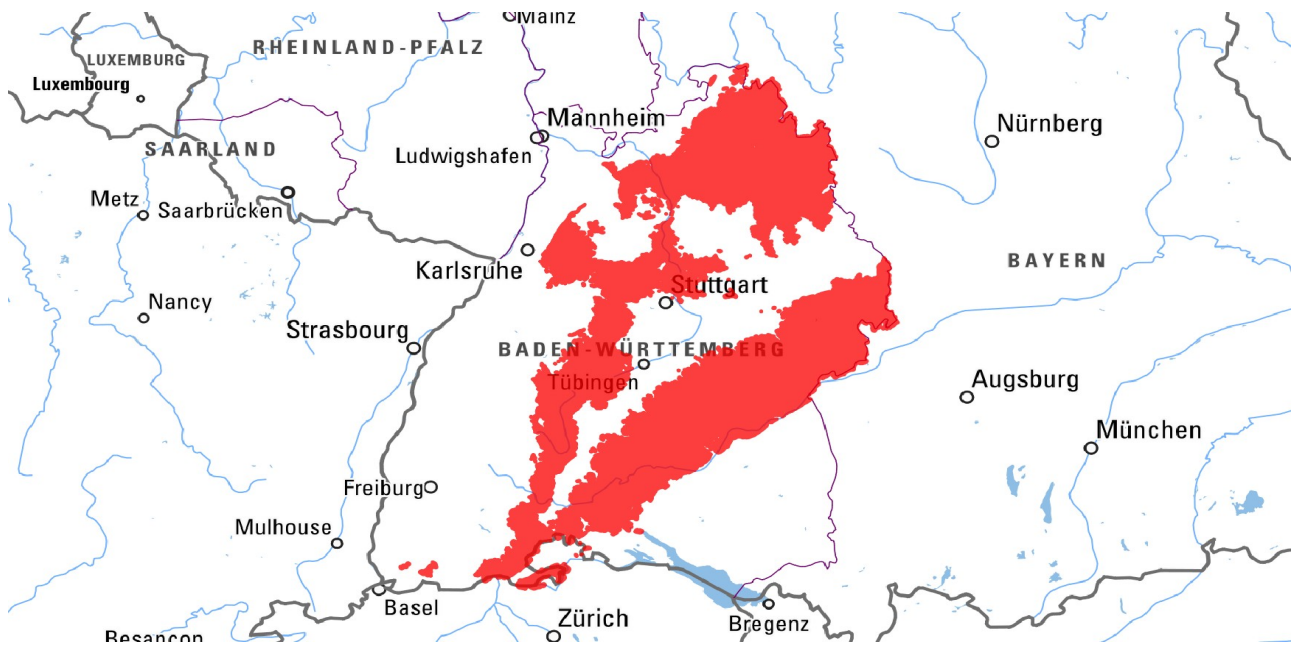 Mainz
RHEINLAND-PFALZ
LUXEMBURG
Luxembourg
Mannheim
Nürnberg
SAARLAND
Ludwigshafen
Metz
Saarbrücken
Karlsruhe
BAYERN
Nancy
Stuttgart
Strasbourg
BADEN-WÜRTTEMBERG
Tübingen
Augsburg
München
Freiburg
Mulhouse
Basel
Zürich
Bregenz
Besançon